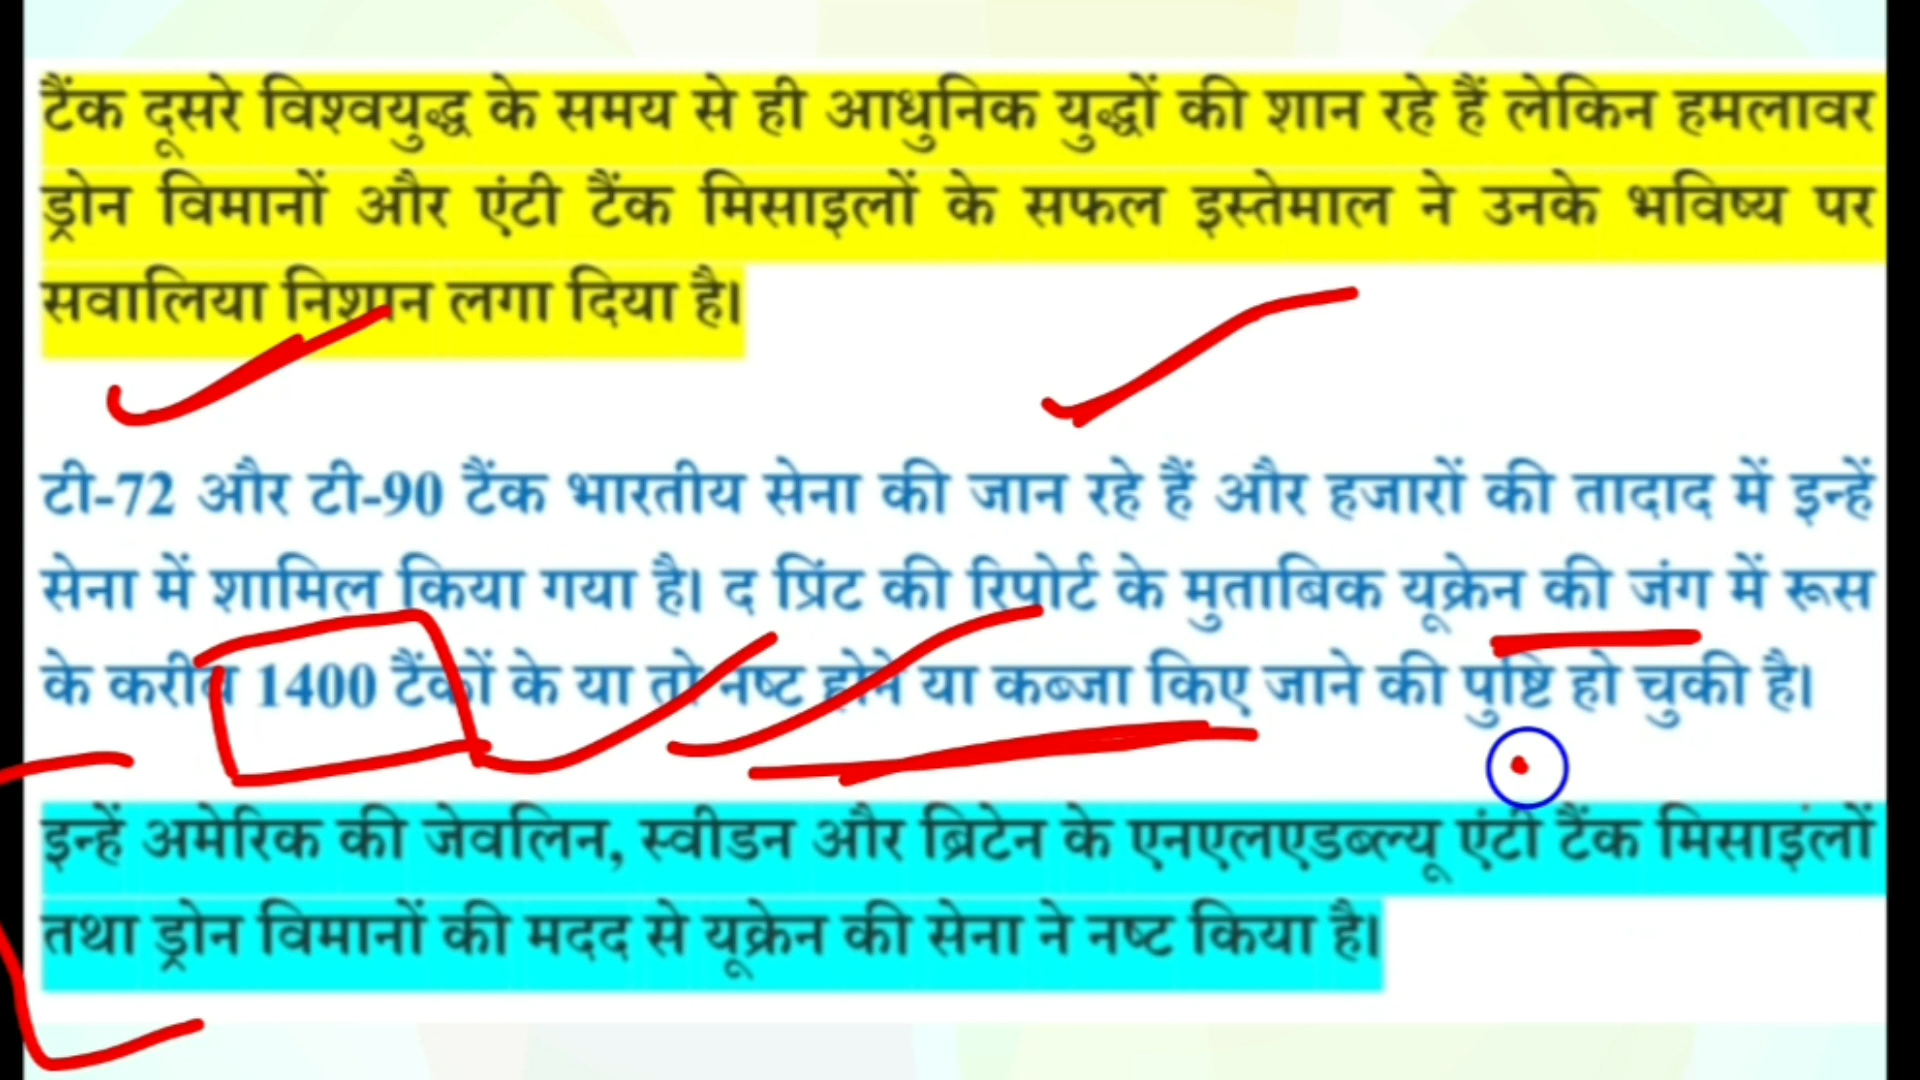 टैंक दूसरे विश्वयुद्ध के समय से ही आधुनिक युद्धों की शान रहे हैं लेकिन हमलावर
ड्रोन विमानों और एंटी टैंक मिसाइलों के सफल इस्तेमाल ने उनके भविष्य पर
सवालिया निशान लगा दिया है।
टी-72 और टी-90 टैंक भारतीय सेना की जान रहे हैं और हजारों की तादाद में इन्हें
सेना में शामिल किया गया है। द प्रिंट की रिपोर्ट के मुताबिक यूक्रेन की जंग में रूस
के करीब 1400 टैंकों के या तो नष्ट होने या कब्जा किए जाने की पुष्टि हो चुकी है।
इन्हें अमेरिक की जेवलिन, स्वीडन और ब्रिटेन के एनएलएडब्ल्यू एंटी टैंक मिसाइलों
तथा ड्रोन विमानों की मदद से यूक्रेन की सेना ने नष्ट किया है।